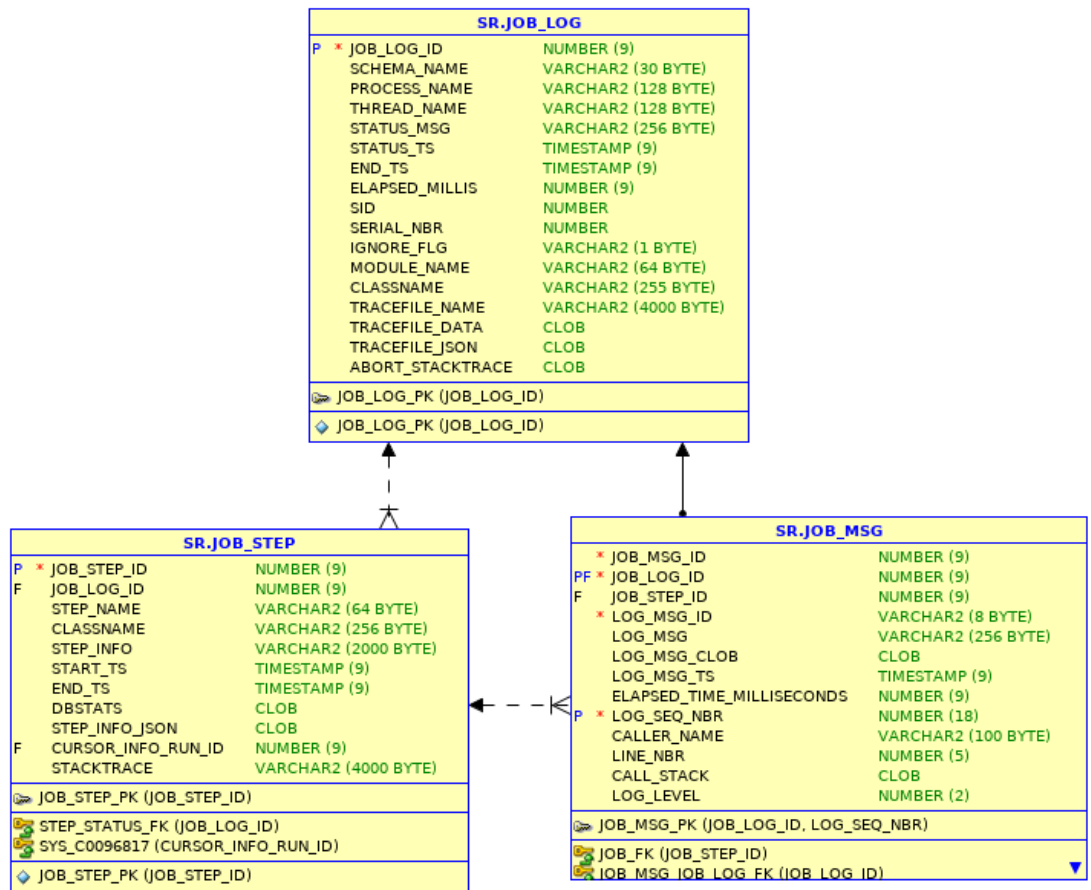 SR.JOB_LOG
P * JOB_LOG_ID NUMBER (9)
SCHEMA_NAME VARCHAR2 (30 BYTE)
PROCESS_NAME VARCHAR2 (128 BYTE)
THREAD_NAME VARCHAR2 (128 BYTE)
STATUS_MSG VARCHAR2 (256 BYTE)
STATUS_TS TIMESTAMP (9)
END_TS TIMESTAMP (9)
ELAPSED_MILLIS NUMBER (9)
SID NUMBER
SERIAL_NBR NUMBER
IGNORE_FLG VARCHAR2 (1 BYTE)
MODULE_NAME VARCHAR2 (64 BYTE)
CLASSNAME VARCHAR2 (255 BYTE)
TRACEFILE_NAME VARCHAR2 (4000 BYTE)
TRACEFILE_DATA CLOB
TRACEFILE_JSON CLOB
ABORT_STACKTRACE CLOB
JOB_LOG_PK (JOB_LOG_ID)
JOB_LOG_PK (JOB_LOG_ID)
SR.JOB_STEP
P * JOB_STEP_ID NUMBER (9)
F JOB_LOG_ID NUMBER (9)
STEP_NAME VARCHAR2 (64 BYTE)
CLASSNAME VARCHAR2 (256 BYTE)
STEP_INFO VARCHAR2 (2000 BYTE)
START_TS TIMESTAMP (9)
END_TS TIMESTAMP (9)
DBSTATS CLOB
STEP_INFO_JSON CLOB
F CURSOR_INFO_RUN_ID NUMBER (9)
STACKTRACE VARCHAR2 (4000 BYTE)
JOB_STEP_PK (JOB_STEP_ID)
STEP_STATUS_FK (JOB_LOG_ID)
SYS_C0096817 (CURSOR_INFO_RUN_ID)
JOB_STEP_PK (JOB_STEP_ID)
SR.JOB_MSG
* JOB_MSG_ID NUMBER (9)
PF * JOB_LOG_ID NUMBER (9)
F JOB_STEP_ID NUMBER (9)
* LOG_MSG_ID VARCHAR2 (8 BYTE)
LOG_MSG VARCHAR2 (256 BYTE)
LOG_MSG_CLOB CLOB
LOG_MSG_TS TIMESTAMP (9)
ELAPSED_TIME_MILLISECONDS NUMBER (9)
P * LOG_SEQ_NBR NUMBER (18)
CALLER_NAME VARCHAR2 (100 BYTE)
LINE_NBR NUMBER (5)
CALL_STACK CLOB
LOG_LEVEL NUMBER (2)
JOB_MSG_PK (JOB_LOG_ID, LOG_SEQ_NBR)
JOB_FK (JOB_STEP_ID)
JOB_MSG_JOB_LOG_FK (JOB_LOG_ID)